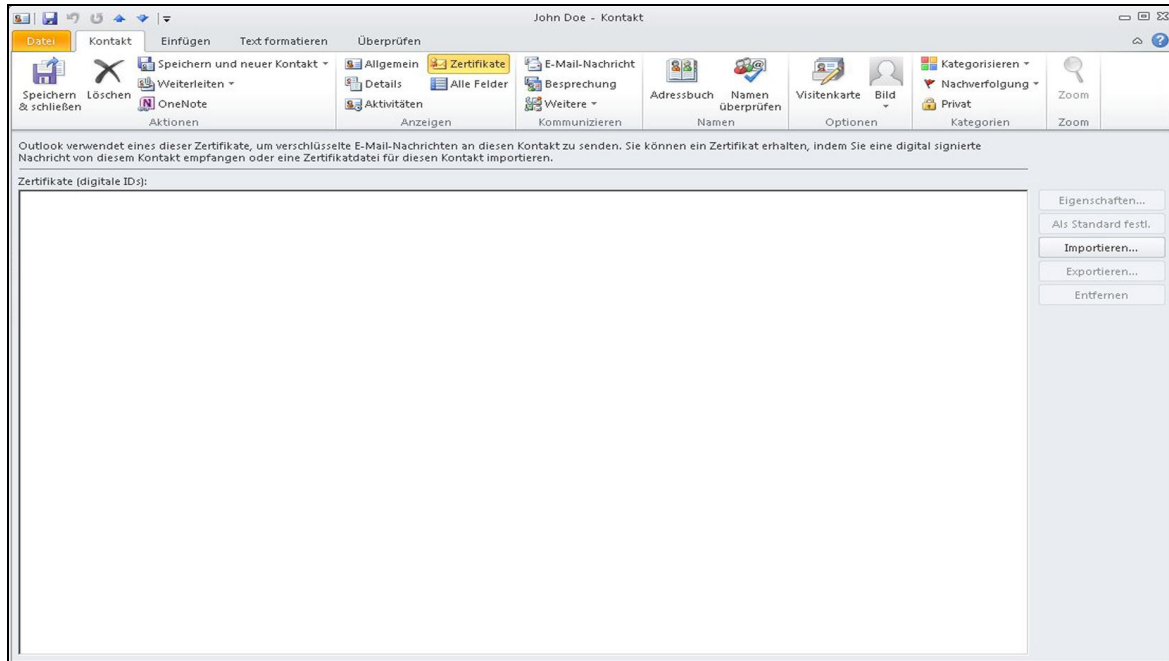 John Doe - Kontakt
Datei Kontakt Einfügen Text formatieren Überprüfen
Speichern & schließen
Löschen
Speichern und neuer Kontakt
Weiterleiten
OneNote
Aktionen
Allgemein
Details
Aktivitäten
Zertifikate
Alle Felder
Anzeigen
E-Mail-Nachricht
Besprechung
Weitere
Kommunizieren
Adressbuch
Namen überprüfen
Namen
Visitenkarte
Bild
Optionen
Kategorisieren
Nachverfolgung
Privat
Kategorien
Zoom
Zoom
Outlook verwendet eines dieser Zertifikate, um verschlüsselte E-Mail-Nachrichten an diesen Kontakt zu senden. Sie können ein Zertifikat erhalten, indem Sie eine digital signierte
Nachricht von diesem Kontakt empfangen oder eine Zertifikatdatei für diesen Kontakt importieren.
Zertifikate (digitale IDs):
Eigenschaften...
Als Standard festl.
Importieren...
Exportieren...
Entfernen